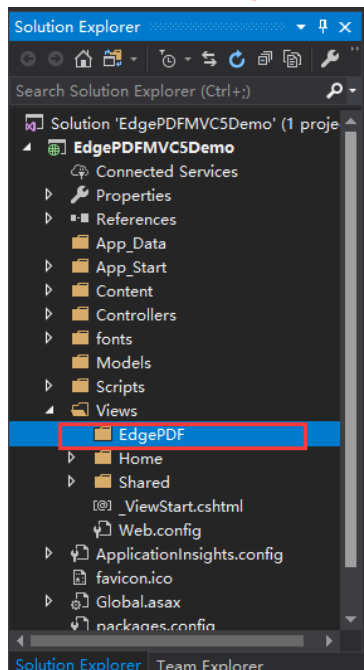 Solution Explorer
Search Solution Explorer (Ctrl+;)
Solution 'EdgePDFMVC5Demo' (1 proje
EdgePDFMVC5Demo
Connected Services
Properties
References
App_Data
App_Start
Content
Controllers
fonts
Models
Scripts
Views
EdgePDF
Home
Shared
_ViewStart.cshtml
Web.config
ApplicationInsights.config
favicon.ico
Global.asax
packages.config
Solution Explorer Team Explorer